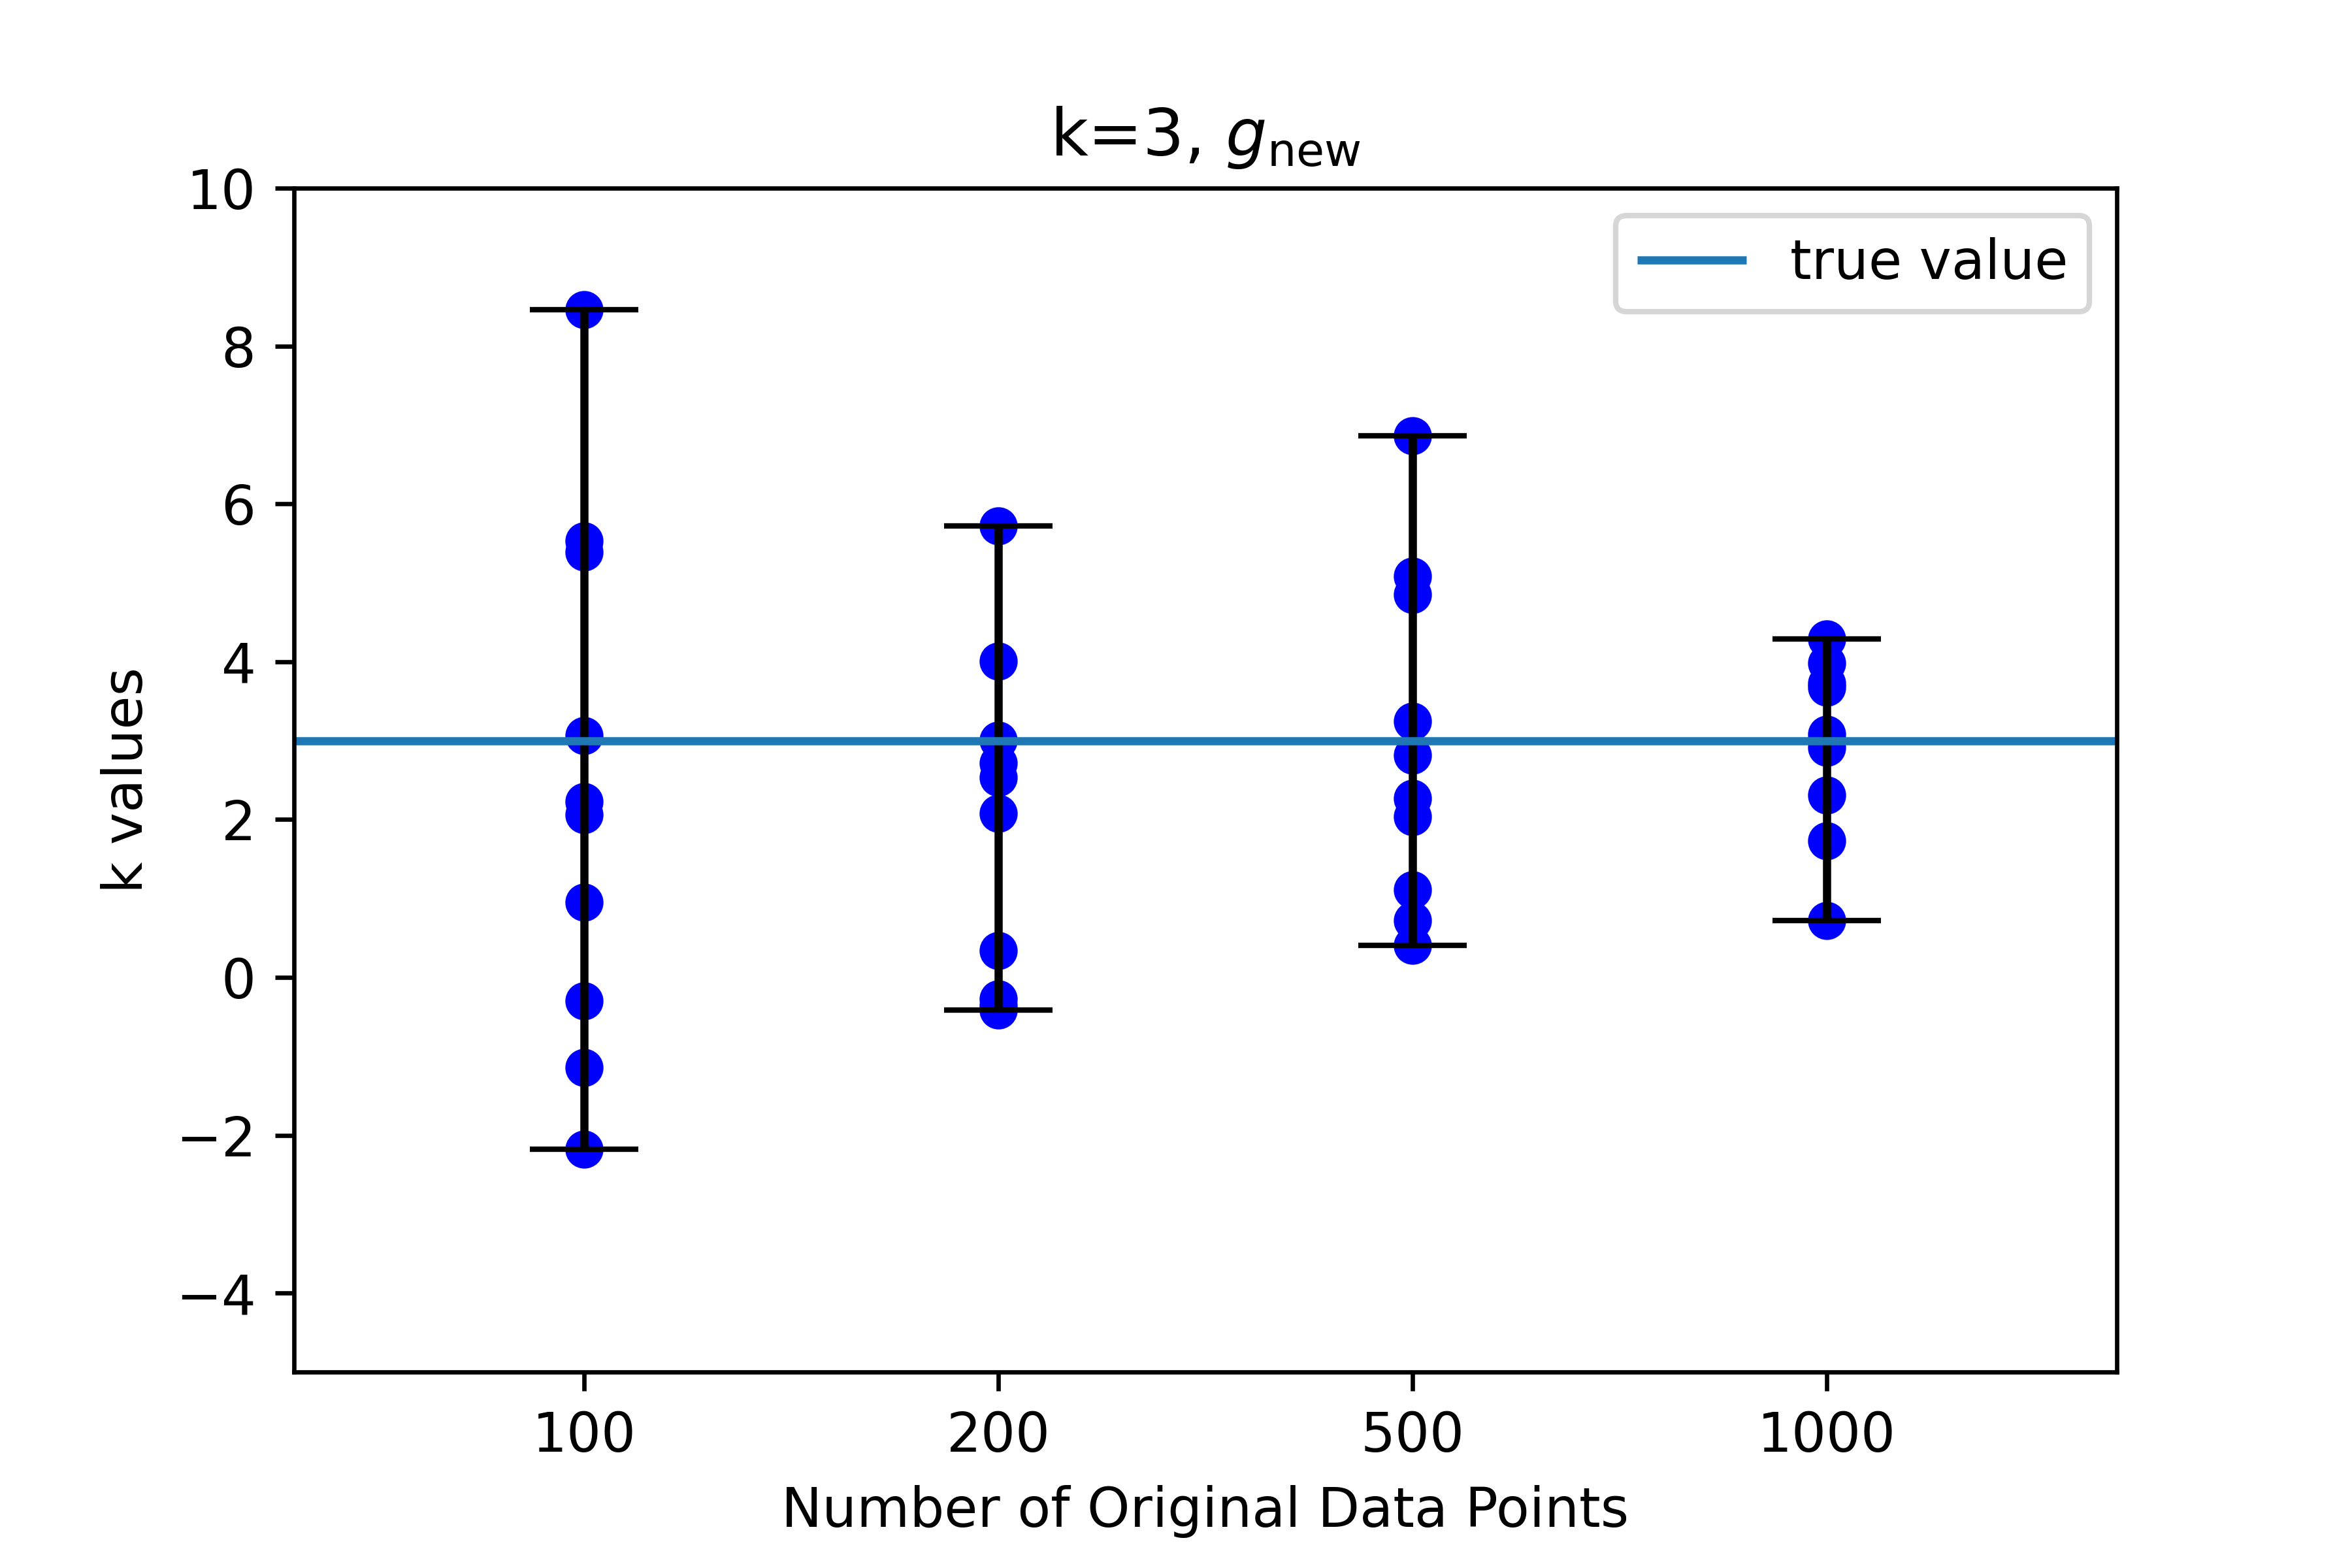 k=3, g_new
10
true value
8
6
4
2
0
−2
−4
k values
100 200 500 1000
Number of Original Data Points